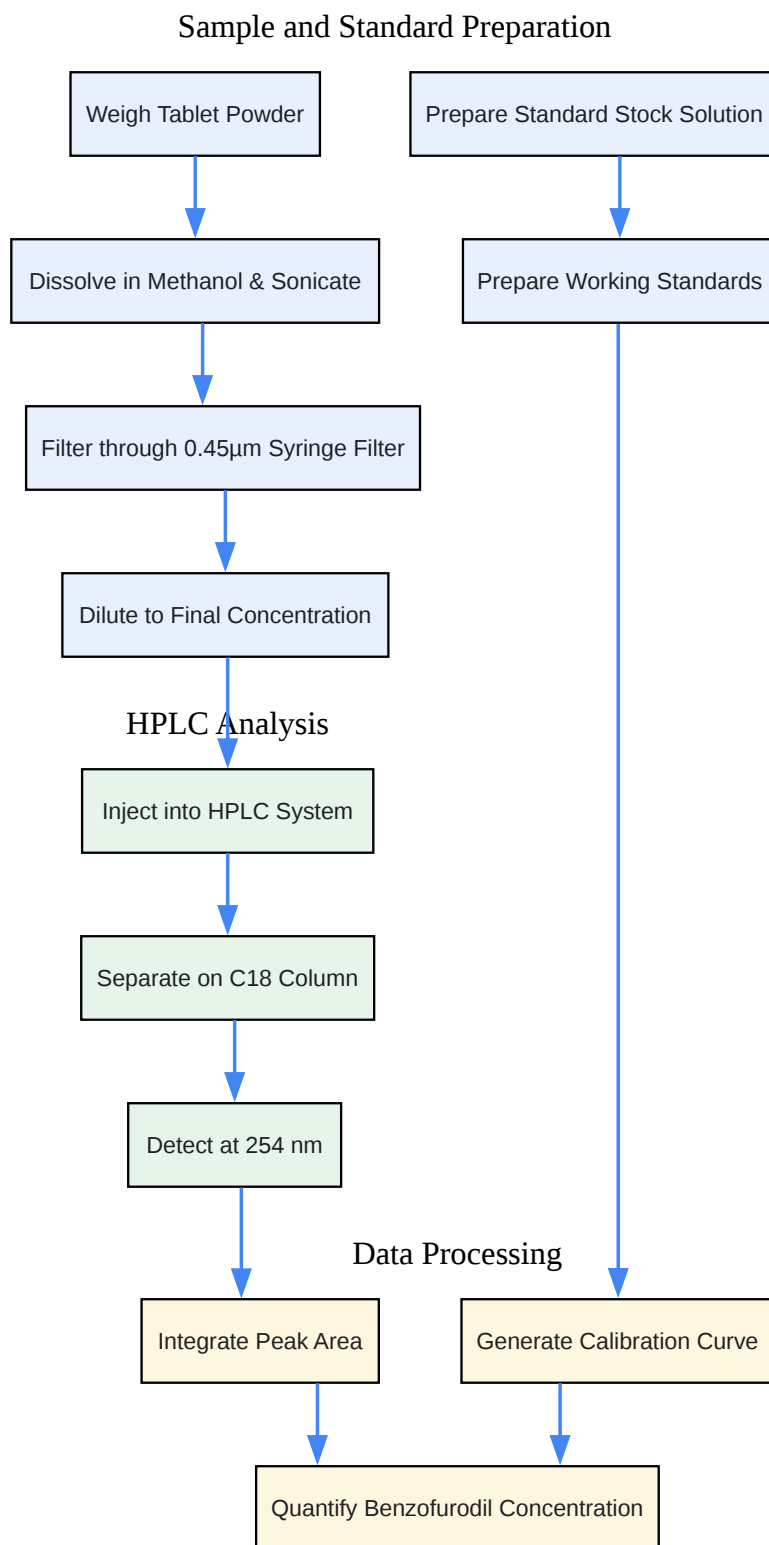 Sample and Standard Preparation
Weigh Tablet Powder
Prepare Standard Stock Solution
Dissolve in Methanol & Sonicate
Prepare Working Standards
Filter through 0.45µm Syringe Filter
Dilute to Final Concentration
HPLC Analysis
Inject into HPLC System
Separate on C18 Column
Detect at 254 nm
Data Processing
Integrate Peak Area
Generate Calibration Curve
Quantify Benzofurodil Concentration